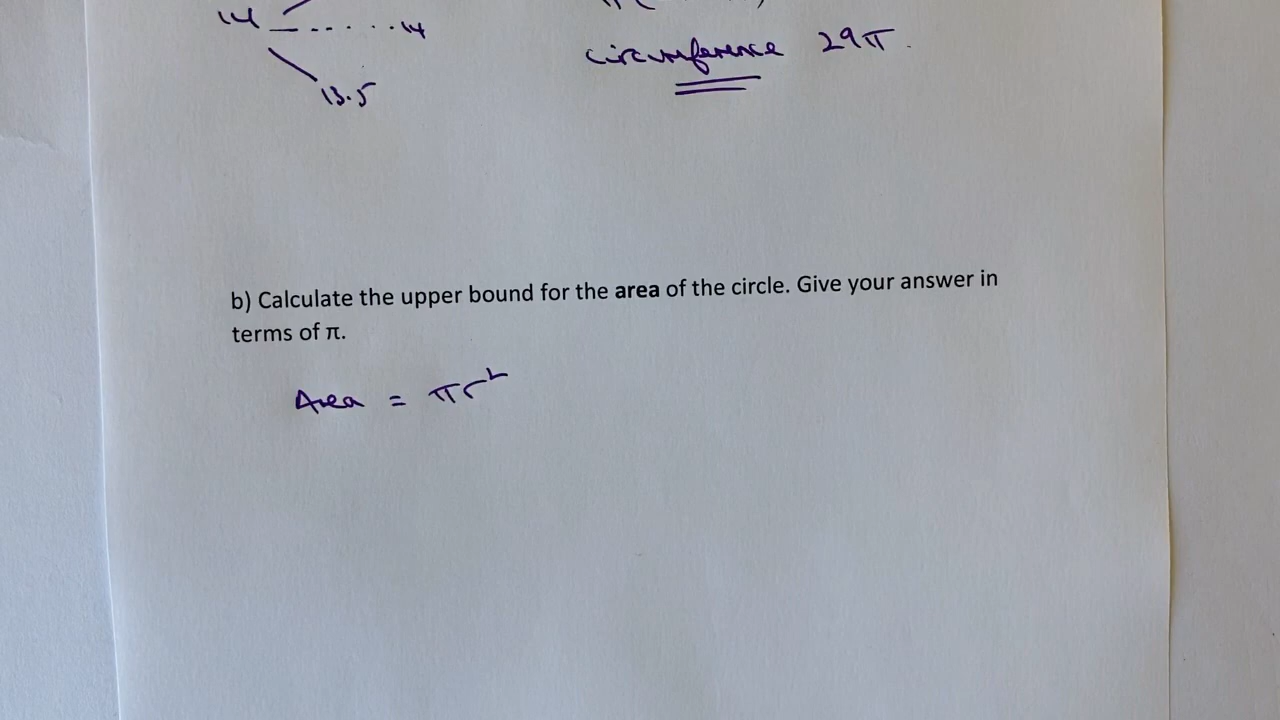 14 ..... 14
circumference 29π.
13.5
b) Calculate the upper bound for the area of the circle. Give your answer in
terms of π.
Area = πr²